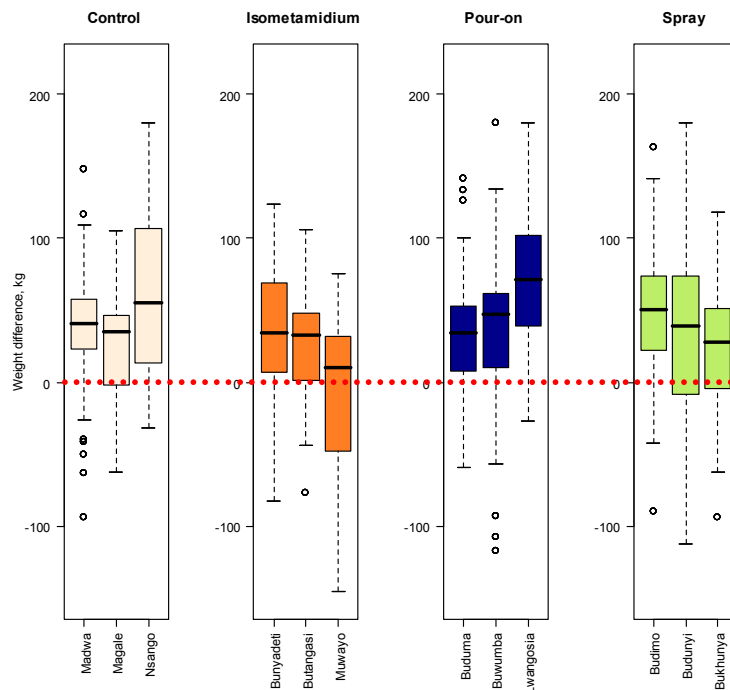 Control
Isometamidium
Pour-on
Spray
Weight difference, kg
200
100
0
-100
200
100
0
-100
200
100
0
-100
200
100
0
-100
Madwa
Magale
Nsango
Bunyadeti
Butangasi
Muwayo
Buduma
Buwumba
.wangosia
Budimo
Budunyi
Bukhunya